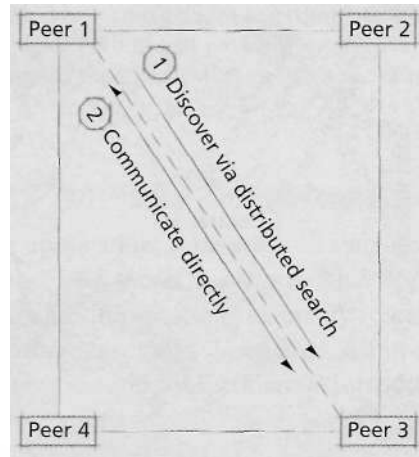 Peer 1
Peer 2
1 Discover via distributed search
2 Communicate directly
Peer 4
Peer 3